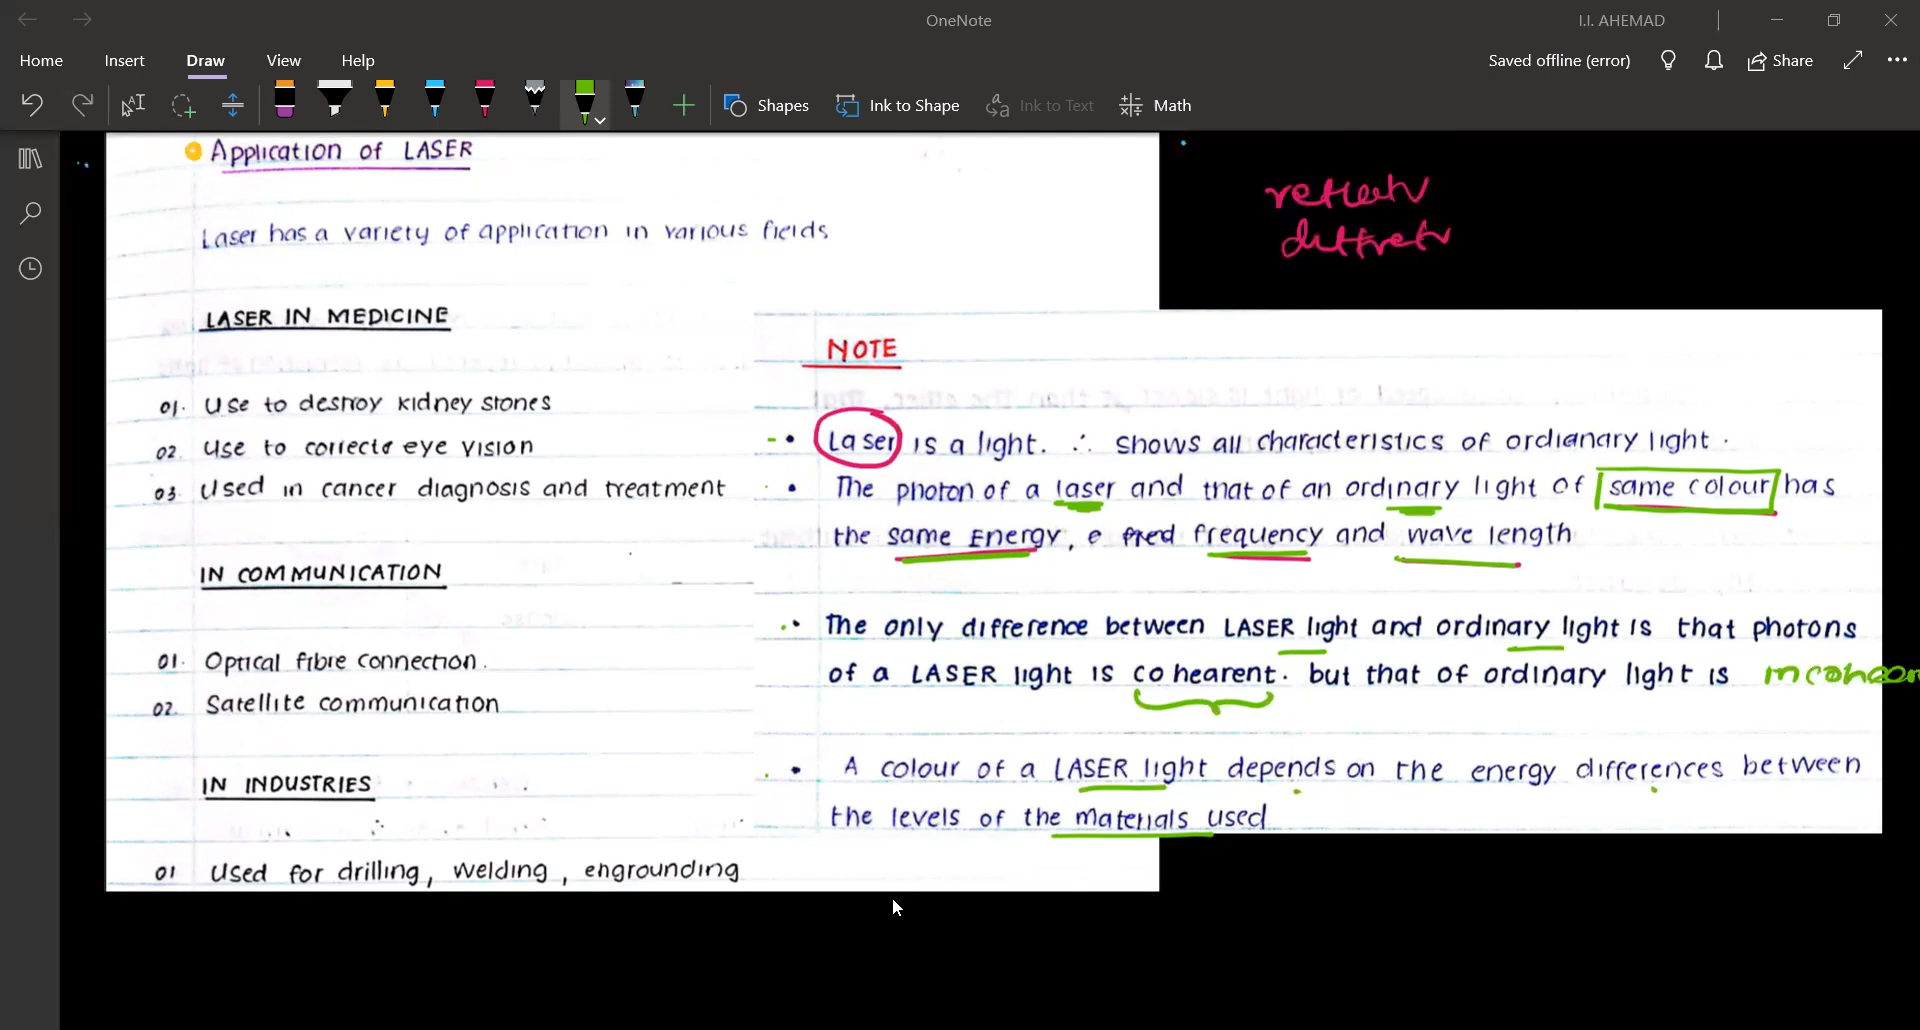 OneNote
I.I. AHEMAD
Home
Insert
Draw
View
Help
Saved offline (error)
Share
Shapes
Ink to Shape
Ink to Text
Math
Application of LASER
Laser has a variety of application in various fields
LASER IN MEDICINE
01. Use to destroy kidney stones
02. Use to correcte eye vision
03. Used in cancer diagnosis and treatment
IN COMMUNICATION
01. Optical fibre connection.
02. Satellite communication
IN INDUSTRIES
01 Used for drilling, welding, engrounding
NOTE
• Laser is a light. ∴ shows all characteristics of ordianary light.
• The photon of a laser and that of an ordinary light of same colour has
the same Energy, frequency and wave length
• The only difference between LASER light and ordinary light is that photons
of a LASER light is cohearent. but that of ordinary light is
• A colour of a LASER light depends on the energy differences between
the levels of the materials used